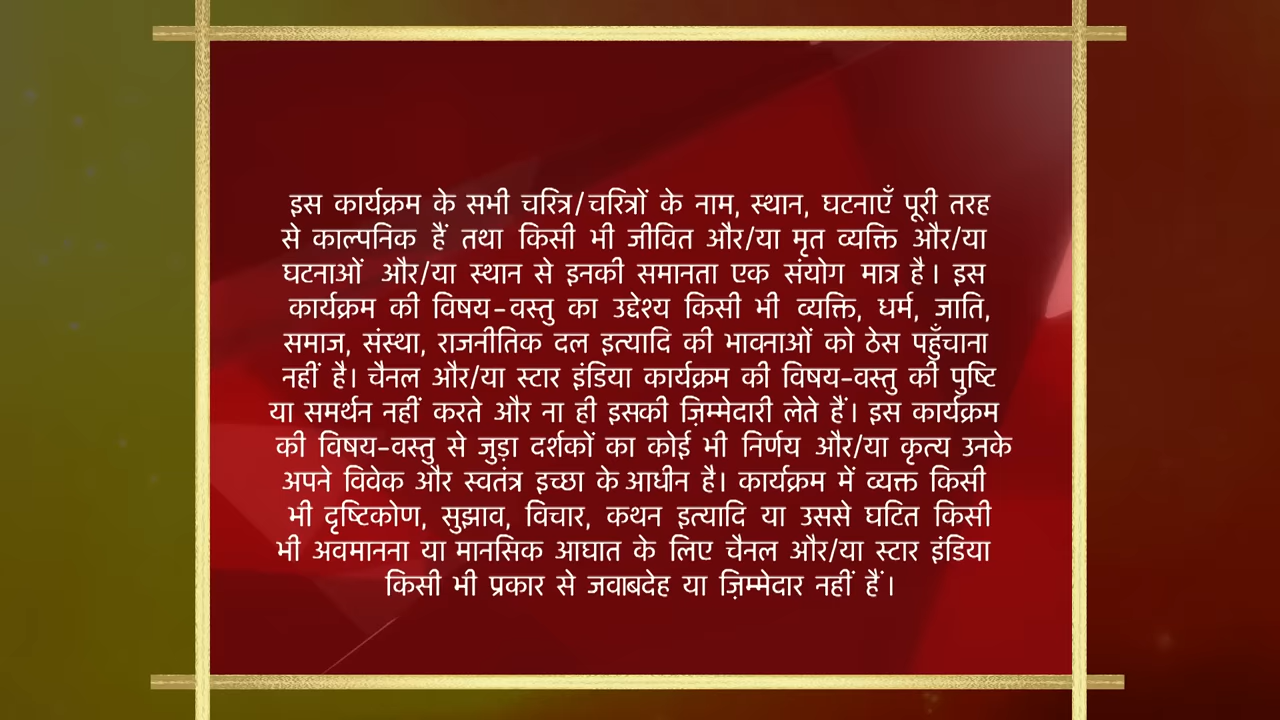 इस कार्यक्रम के सभी चरित्र/चरित्रों के नाम, स्थान, घटनाएँ पूरी तरह
से काल्पनिक हैं तथा किसी भी जीवित और/या मृत व्यक्ति और/या
घटनाओं और/या स्थान से इनकी समानता एक संयोग मात्र है। इस
कार्यक्रम की विषय-वस्तु का उद्देश्य किसी भी व्यक्ति, धर्म, जाति,
समाज, संस्था, राजनीतिक दल इत्यादि की भावनाओं को ठेस पहुँचाना
नहीं है। चैनल और/या स्टार इंडिया कार्यक्रम की विषय-वस्तु की पुष्टि
या समर्थन नहीं करते और ना ही इसकी ज़िम्मेदारी लेते हैं। इस कार्यक्रम
की विषय-वस्तु से जुड़ा दर्शकों का कोई भी निर्णय और/या कृत्य उनके
अपने विवेक और स्वतंत्र इच्छा के आधीन है। कार्यक्रम में व्यक्त किसी
भी दृष्टिकोण, सुझाव, विचार, कथन इत्यादि या उससे घटित किसी
भी अवमानना या मानसिक आघात के लिए चैनल और/या स्टार इंडिया
किसी भी प्रकार से जवाबदेह या ज़िम्मेदार नहीं हैं।